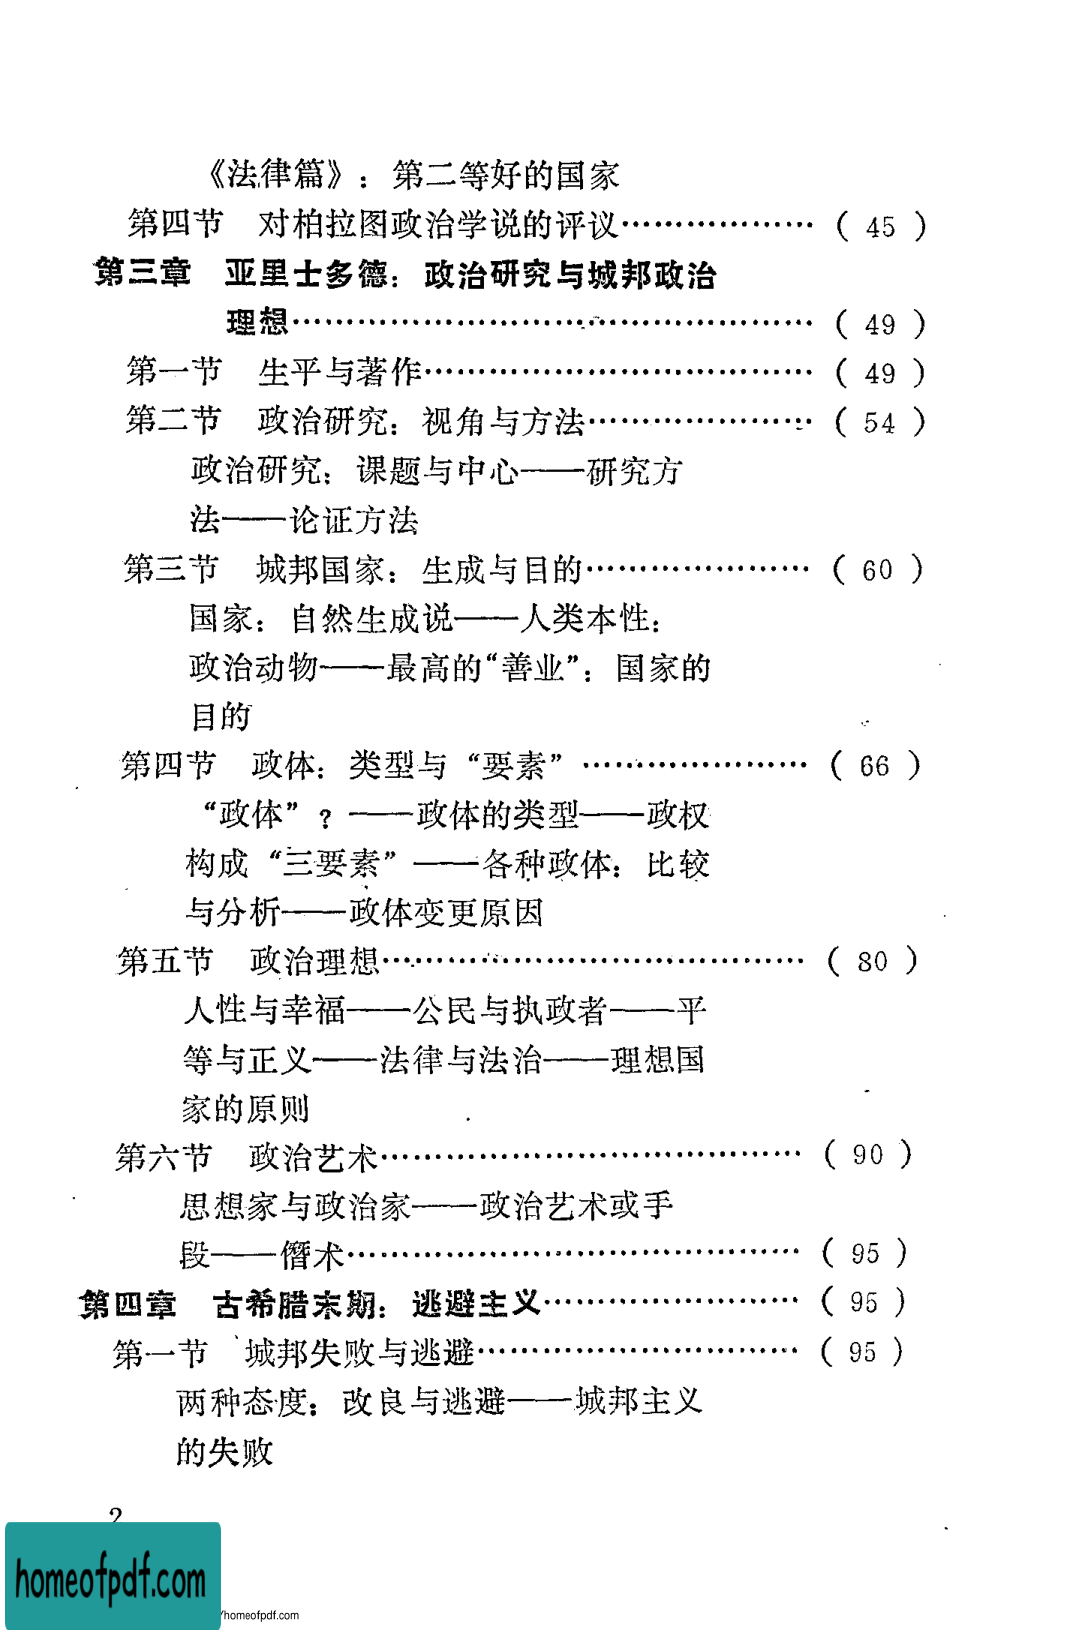 《法律篇》：第二等好的国家
第四节　对柏拉图政治学说的评议………………（ 45 ）
第三章　亚里士多德：政治研究与城邦政治
理想………………………………………………（ 49 ）
第一节　生平与著作………………………………（ 49 ）
第二节　政治研究：视角与方法…………………（ 54 ）
政治研究：课题与中心——研究方
法——论证方法
第三节　城邦国家：生成与目的…………………（ 60 ）
国家：自然生成说——人类本性：
政治动物——最高的“善业”：国家的
目的
第四节　政体：类型与“要素”…………………（ 66 ）
“政体”？——政体的类型——政权
构成“三要素”——各种政体：比较
与分析——政体变更原因
第五节　政治理想…………………………………（ 80 ）
人性与幸福——公民与执政者——平
等与正义——法律与法治——理想国
家的原则
第六节　政治艺术…………………………………（ 90 ）
思想家与政治家——政治艺术或手
段——僭术……………………………………（ 95 ）
第四章　古希腊末期：逃避主义……………………（ 95 ）
第一节　城邦失败与逃避…………………………（ 95 ）
两种态度：改良与逃避——城邦主义
的失败
2
homeofpdf.com
/homeofpdf.com